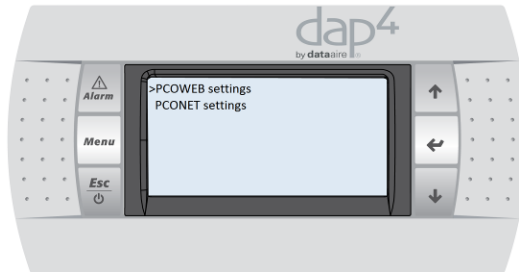 dap4
by dataaire
Alarm
Menu
Esc
>PCOWEB settings
PCONET settings